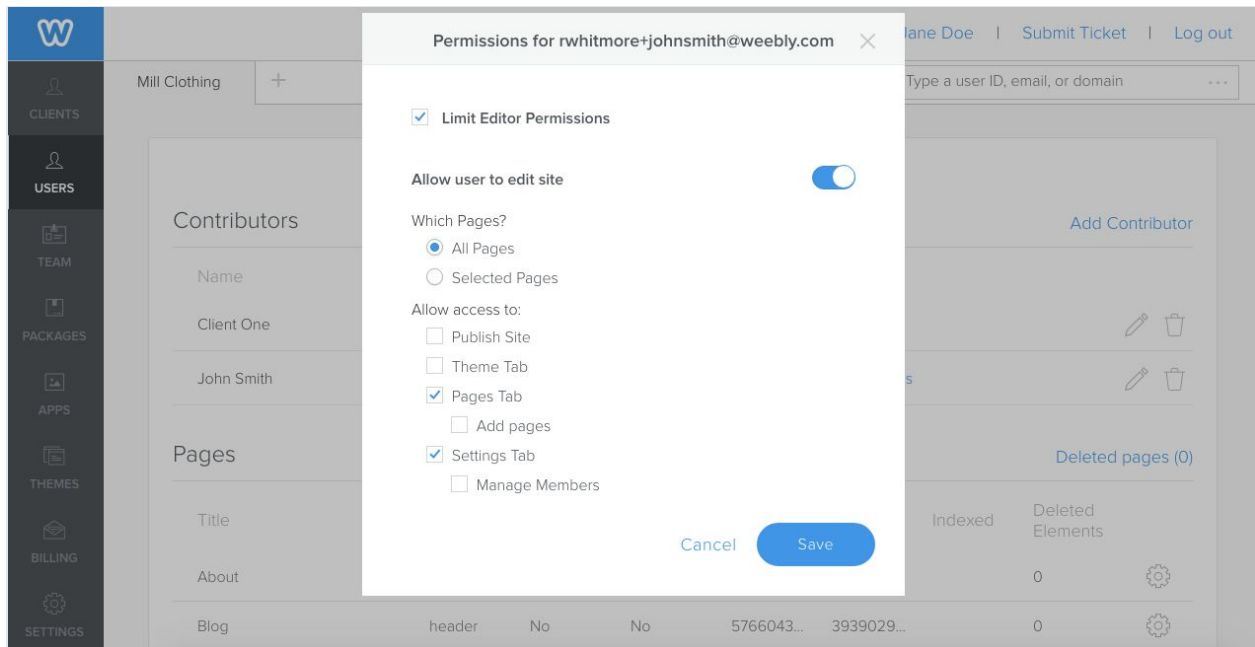 Permissions for rwhitmore+johnsmith@weebly.com
Jane Doe | Submit Ticket | Log out
Mill Clothing
Type a user ID, email, or domain
CLIENTS
USERS
TEAM
PACKAGES
APPS
THEMES
BILLING
SETTINGS
Limit Editor Permissions
Allow user to edit site
Which Pages?
All Pages
Selected Pages
Allow access to:
Publish Site
Theme Tab
Pages Tab
Add pages
Settings Tab
Manage Members
Cancel Save
Contributors Add Contributor
Name
Client One
John Smith s
Pages Deleted pages (0)
Title Indexed Deleted Elements
About 0
Blog header No No 5766043... 3939029... 0